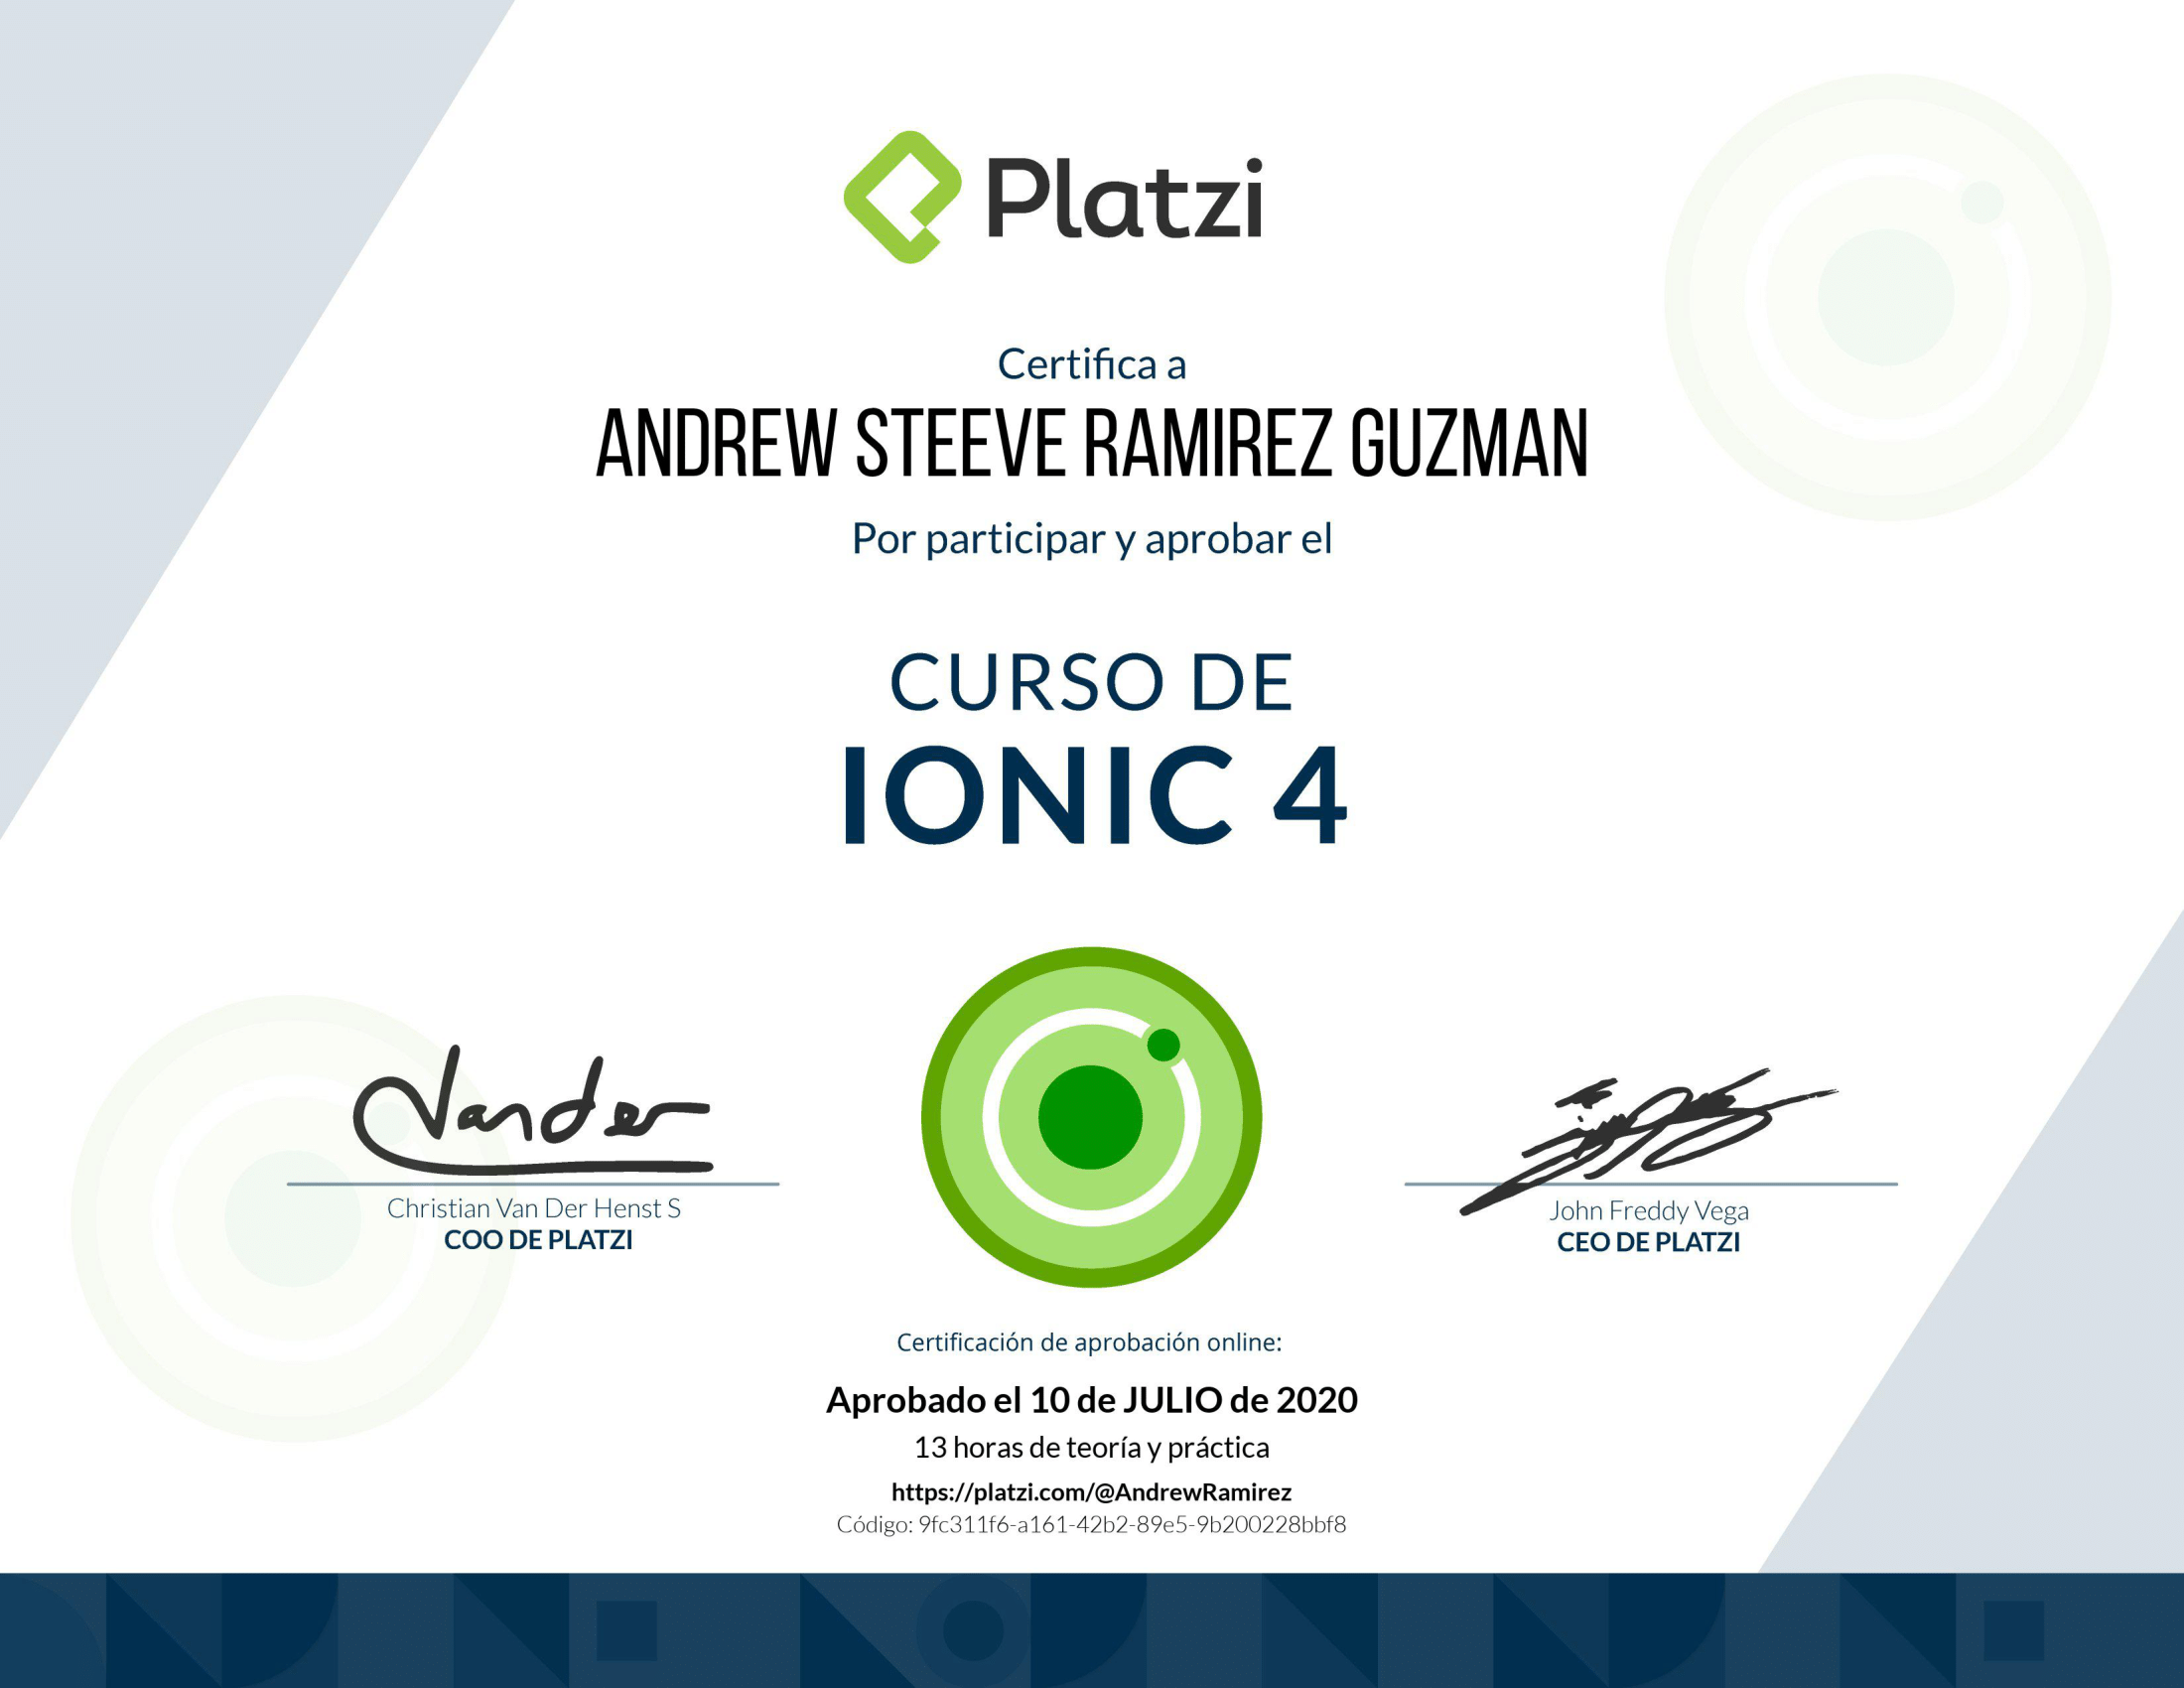 Platzi
Certifica a
ANDREW STEEVE RAMIREZ GUZMAN
Por participar y aprobar el
CURSO DE
IONIC 4
Vander
Christian Van Der Henst S
COO DE PLATZI
John Freddy Vega
CEO DE PLATZI
Certificación de aprobación online:
Aprobado el 10 de JULIO de 2020
13 horas de teoría y práctica
https://platzi.com/@AndrewRamirez
Código: 9fc311f6-a161-42b2-89e5-9b200228bbf8